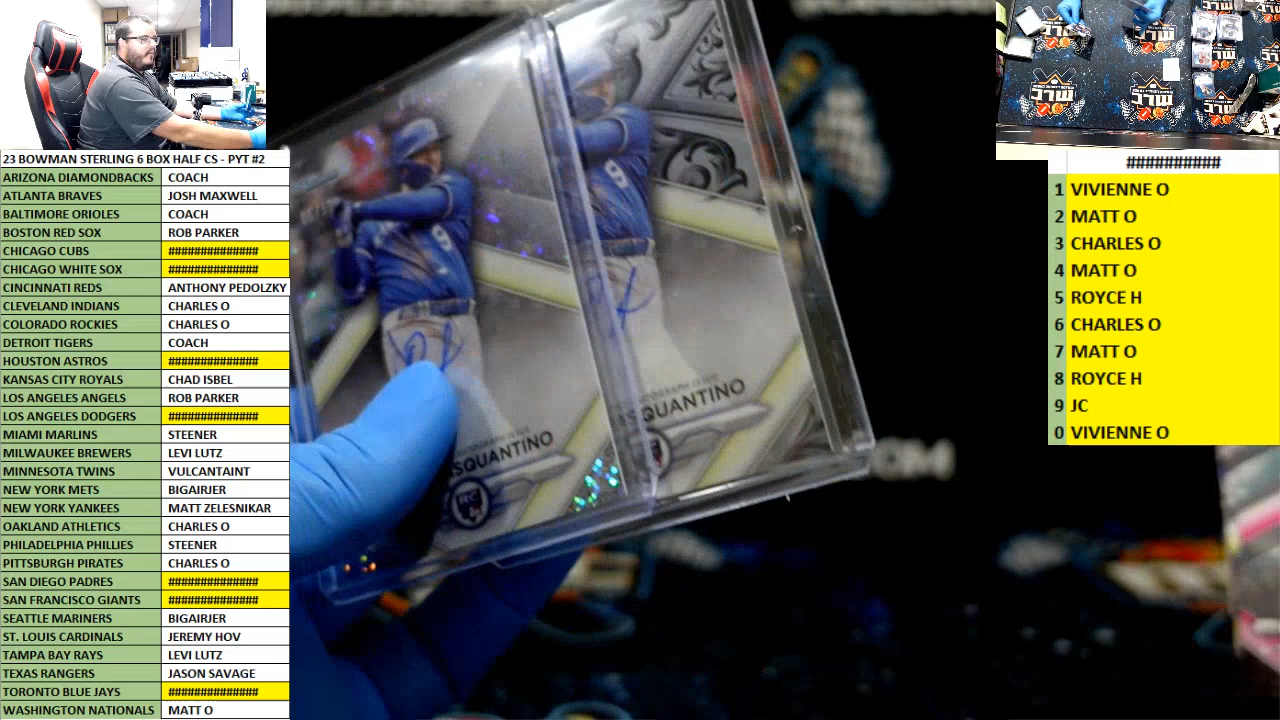 23 BOWMAN STERLING 6 BOX HALF CS - PYT #2
ARIZONA DIAMONDBACKS COACH
ATLANTA BRAVES JOSH MAXWELL
BALTIMORE ORIOLES COACH
BOSTON RED SOX ROB PARKER
CHICAGO CUBS ##############
CHICAGO WHITE SOX ##############
CINCINNATI REDS ANTHONY PEDOLZKY
CLEVELAND INDIANS CHARLES O
COLORADO ROCKIES CHARLES O
DETROIT TIGERS COACH
HOUSTON ASTROS ##############
KANSAS CITY ROYALS CHAD ISBEL
LOS ANGELES ANGELS ROB PARKER
LOS ANGELES DODGERS ##############
MIAMI MARLINS STEENER
MILWAUKEE BREWERS LEVI LUTZ
MINNESOTA TWINS VULCANTAINT
NEW YORK METS BIGAIRJER
NEW YORK YANKEES MATT ZELESNIKAR
OAKLAND ATHLETICS CHARLES O
PHILADELPHIA PHILLIES STEENER
PITTSBURGH PIRATES CHARLES O
SAN DIEGO PADRES ##############
SAN FRANCISCO GIANTS ##############
SEATTLE MARINERS BIGAIRJER
ST. LOUIS CARDINALS JEREMY HOV
TAMPA BAY RAYS LEVI LUTZ
TEXAS RANGERS JASON SAVAGE
TORONTO BLUE JAYS ##############
WASHINGTON NATIONALS MATT O
9
SQUANTINO
RC
9
SQUANTINO
##########
1 VIVIENNE O
2 MATT O
3 CHARLES O
4 MATT O
5 ROYCE H
6 CHARLES O
7 MATT O
8 ROYCE H
9 JC
0 VIVIENNE O